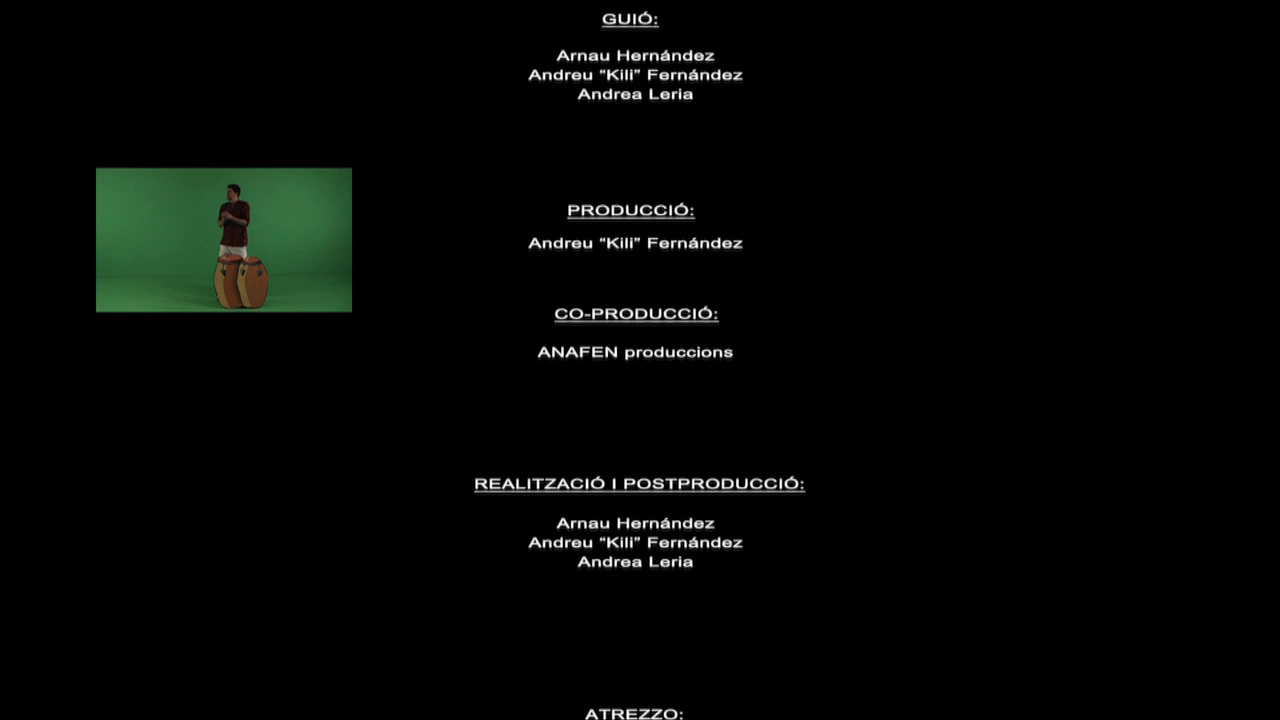 GUIÓ:
Arnau Hernández
Andreu “Kili” Fernández
Andrea Leria
PRODUCCIÓ:
Andreu “Kili” Fernández
CO-PRODUCCIÓ:
ANAFEN produccions
REALITZACIÓ I POSTPRODUCCIÓ:
Arnau Hernández
Andreu “Kili” Fernández
Andrea Leria
ATREZZO: